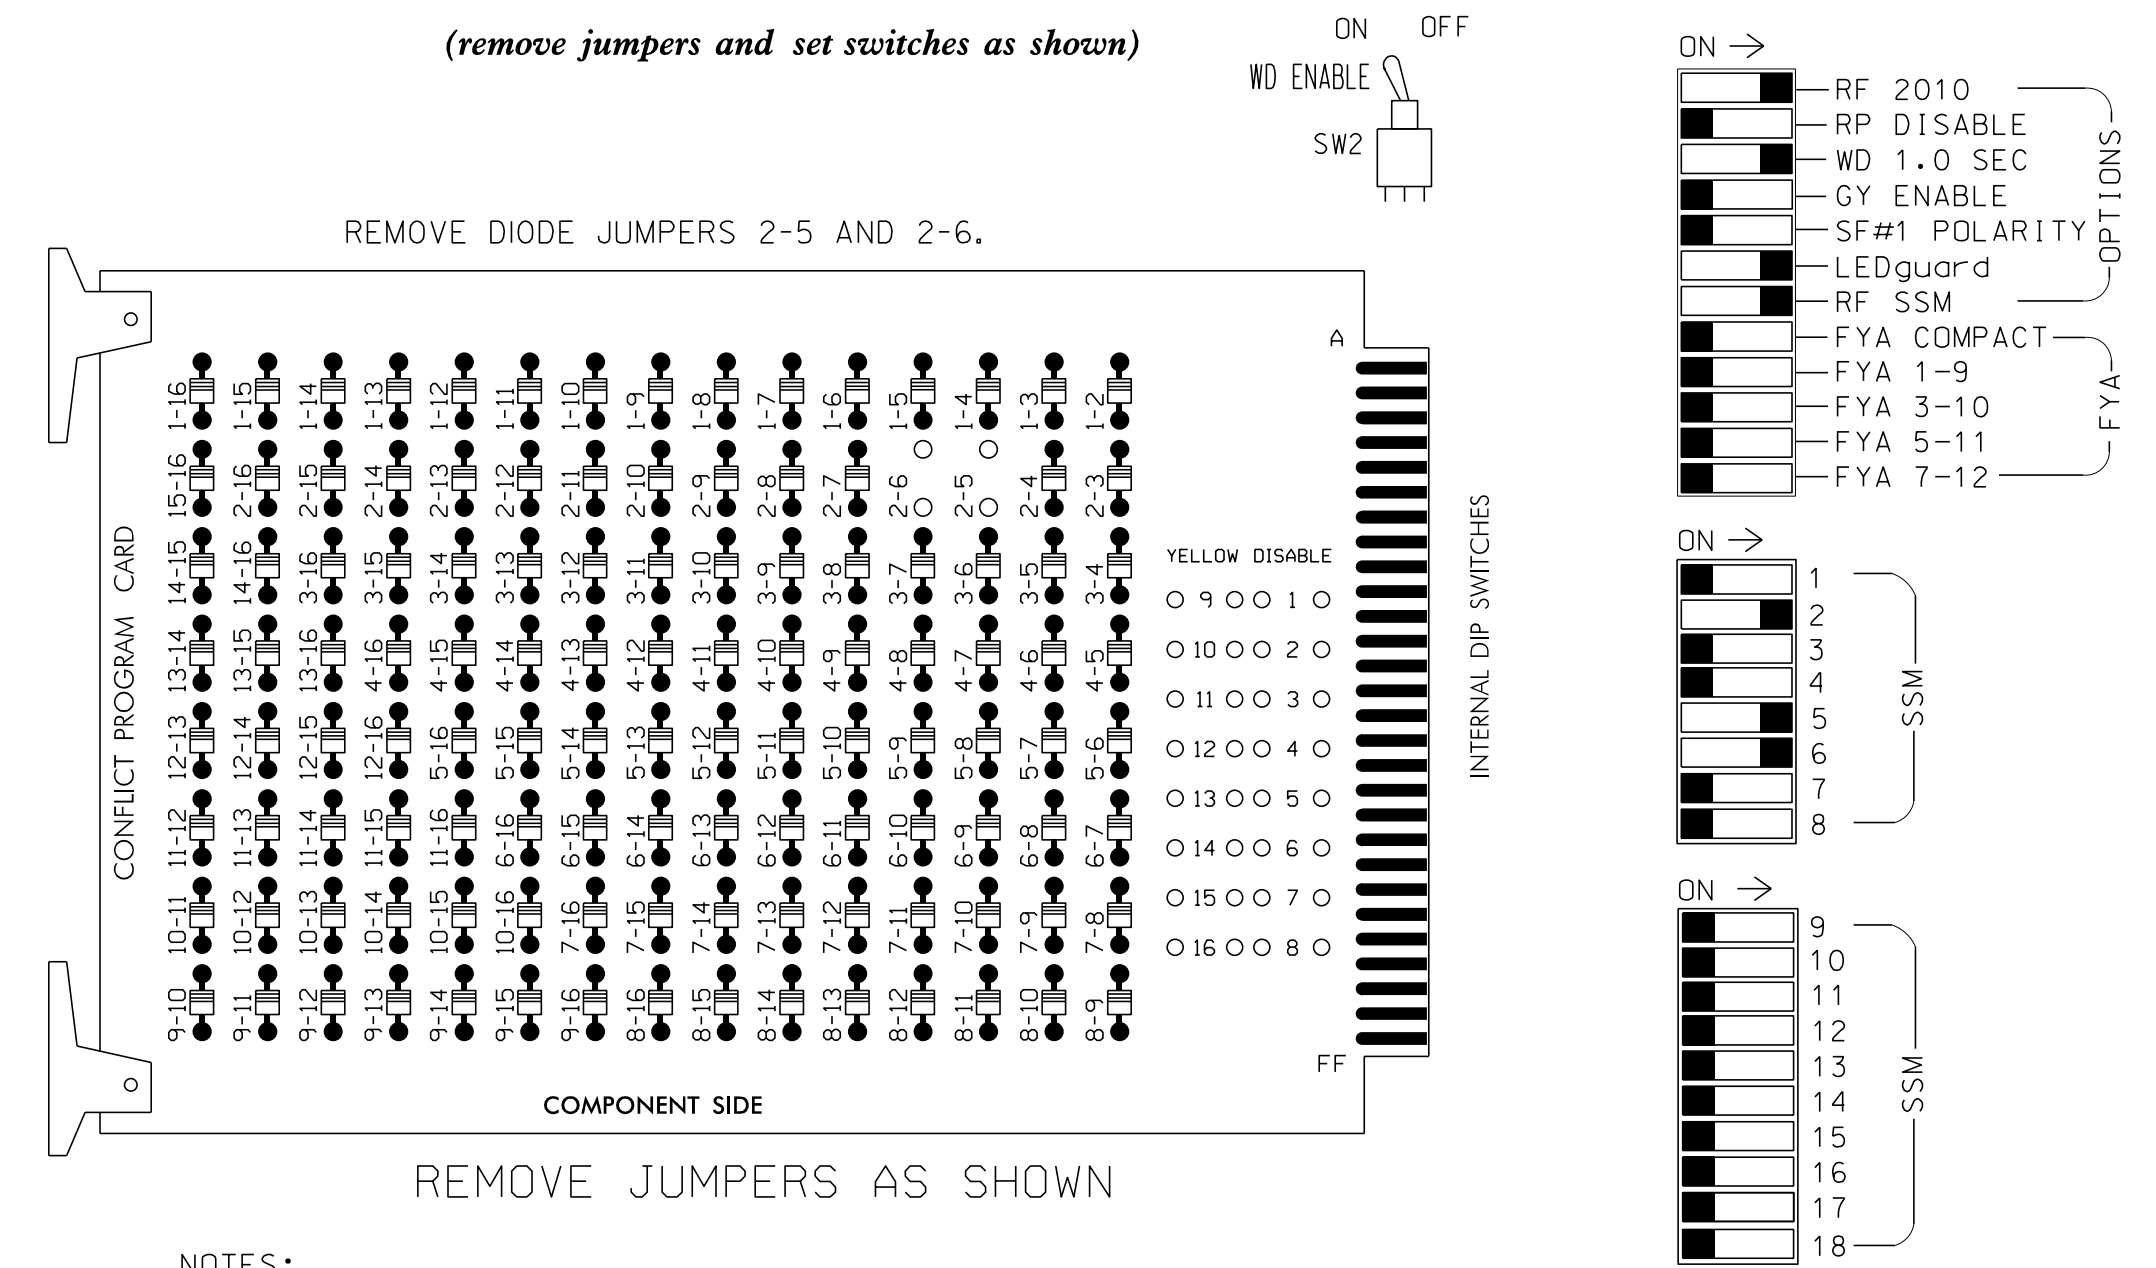 (remove jumpers and set switches as shown)
ON OFF
WD ENABLE
SW2
REMOVE DIODE JUMPERS 2-5 AND 2-6.
CONFLICT PROGRAM CARD
1-16 1-15 1-14 1-13 1-12 1-11 1-10 1-9 1-8 1-7 1-6 1-5 1-4 1-3 1-2
15-16 2-16 2-15 2-14 2-13 2-12 2-11 2-10 2-9 2-8 2-7 2-6 2-5 2-4 2-3
14-15 14-16 3-16 3-15 3-14 3-13 3-12 3-11 3-10 3-9 3-8 3-7 3-6 3-5 3-4
13-14 13-15 13-16 4-16 4-15 4-14 4-13 4-12 4-11 4-10 4-9 4-8 4-7 4-6 4-5
12-13 12-14 12-15 12-16 5-16 5-15 5-14 5-13 5-12 5-11 5-10 5-9 5-8 5-7 5-6
11-12 11-13 11-14 11-15 11-16 6-16 6-15 6-14 6-13 6-12 6-11 6-10 6-9 6-8 6-7
10-11 10-12 10-13 10-14 10-15 10-16 7-16 7-15 7-14 7-13 7-12 7-11 7-10 7-9 7-8
9-10 9-11 9-12 9-13 9-14 9-15 9-16 8-16 8-15 8-14 8-13 8-12 8-11 8-10 8-9
A
YELLOW DISABLE
9 1
10 2
11 3
12 4
13 5
14 6
15 7
16 8
FF
COMPONENT SIDE
REMOVE JUMPERS AS SHOWN
NOTES:
INTERNAL DIP SWITCHES
ON
RF 2010
RP DISABLE
WD 1.0 SEC
GY ENABLE
SF#1 POLARITY
LEDguard
RF SSM
OPTIONS
FYA COMPACT
FYA 1-9
FYA 3-10
FYA 5-11
FYA 7-12
FYA
ON
1
2
3
4
5
6
7
8
SSM
ON
9
10
11
12
13
14
15
16
17
18
SSM